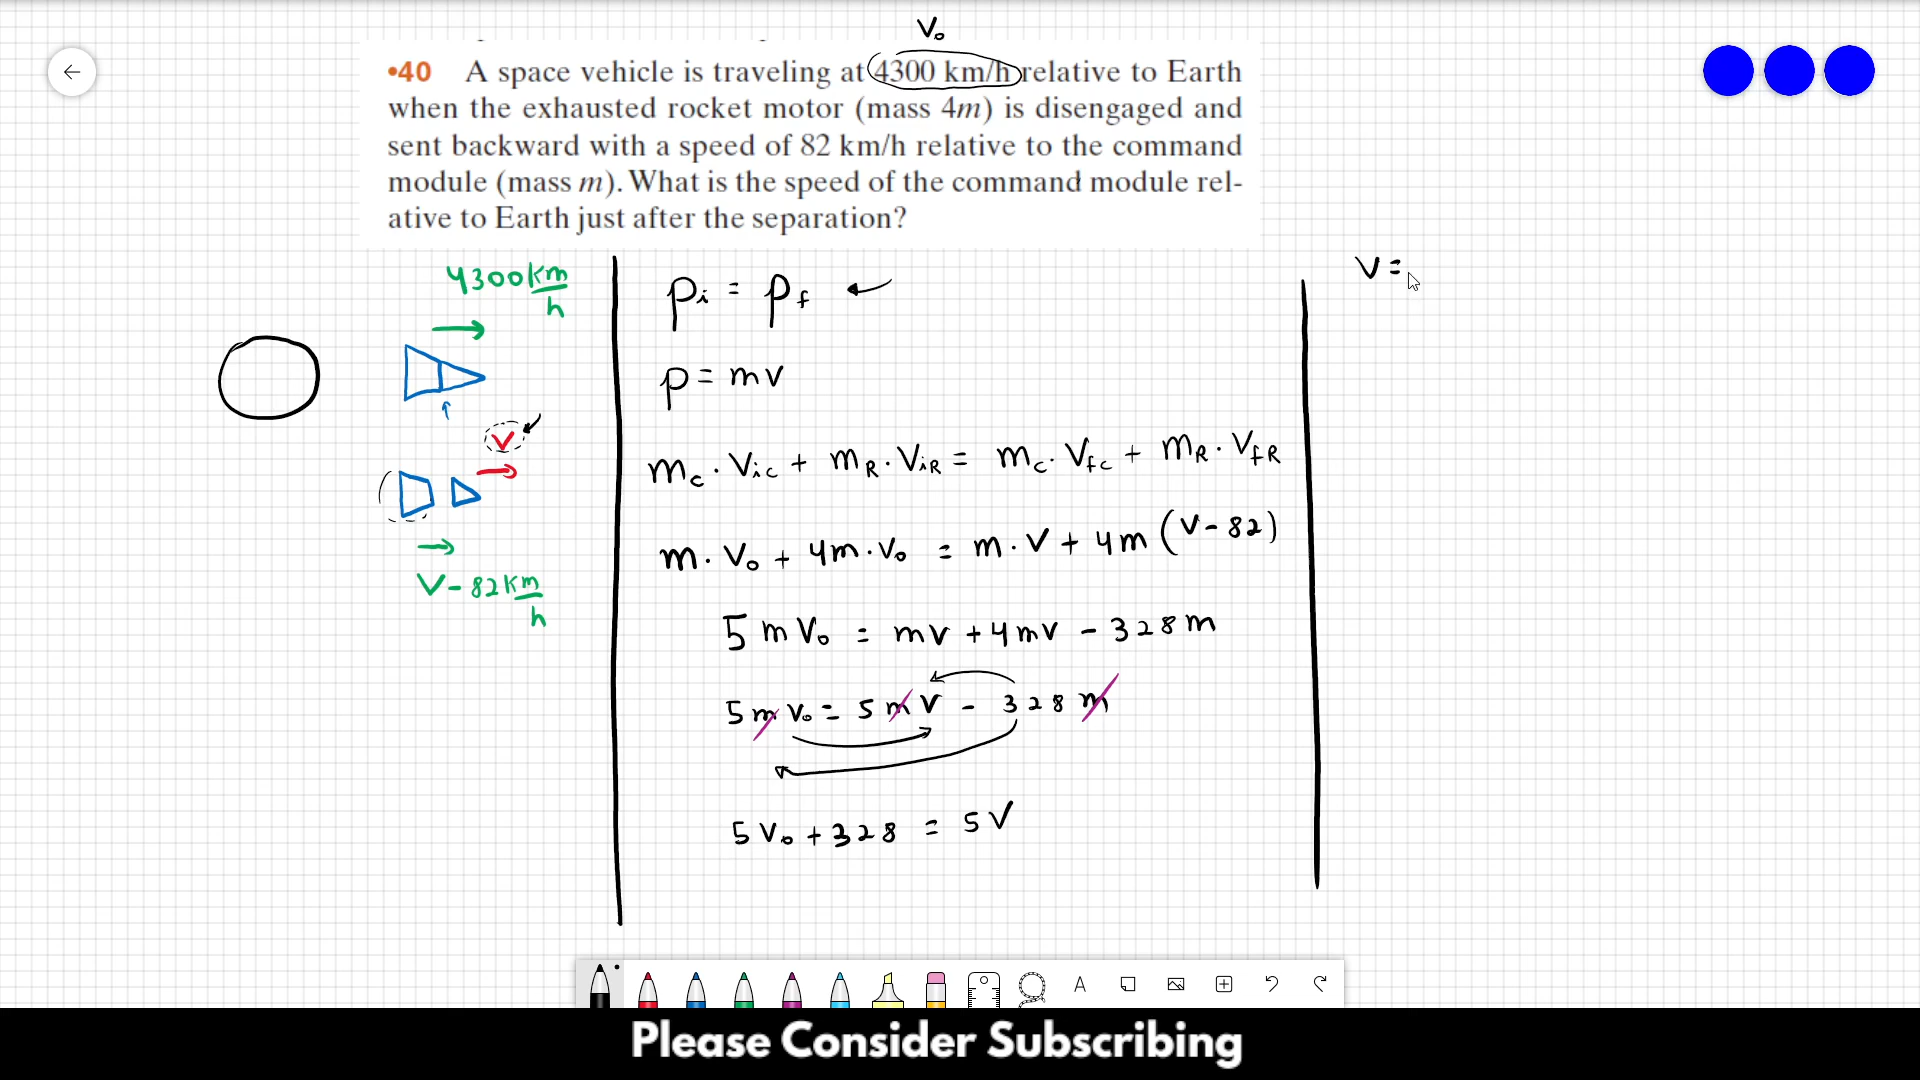 V₀
•40 A space vehicle is traveling at 4300 km/h relative to Earth
when the exhausted rocket motor (mass 4m) is disengaged and
sent backward with a speed of 82 km/h relative to the command
module (mass m). What is the speed of the command module rel-
ative to Earth just after the separation?
4300 km/h
V
V - 82 km/h
Pi = Pf
p = mv
mc · Vic + mR · ViR = mc · Vfc + mR · VfR
m · V₀ + 4m · V₀ = m · V + 4m (V - 82)
5 m V₀ = mv + 4mv - 328m
5 m V₀ = 5 m V - 328 m
5 V₀ + 328 = 5 V
V =
A
Please Consider Subscribing